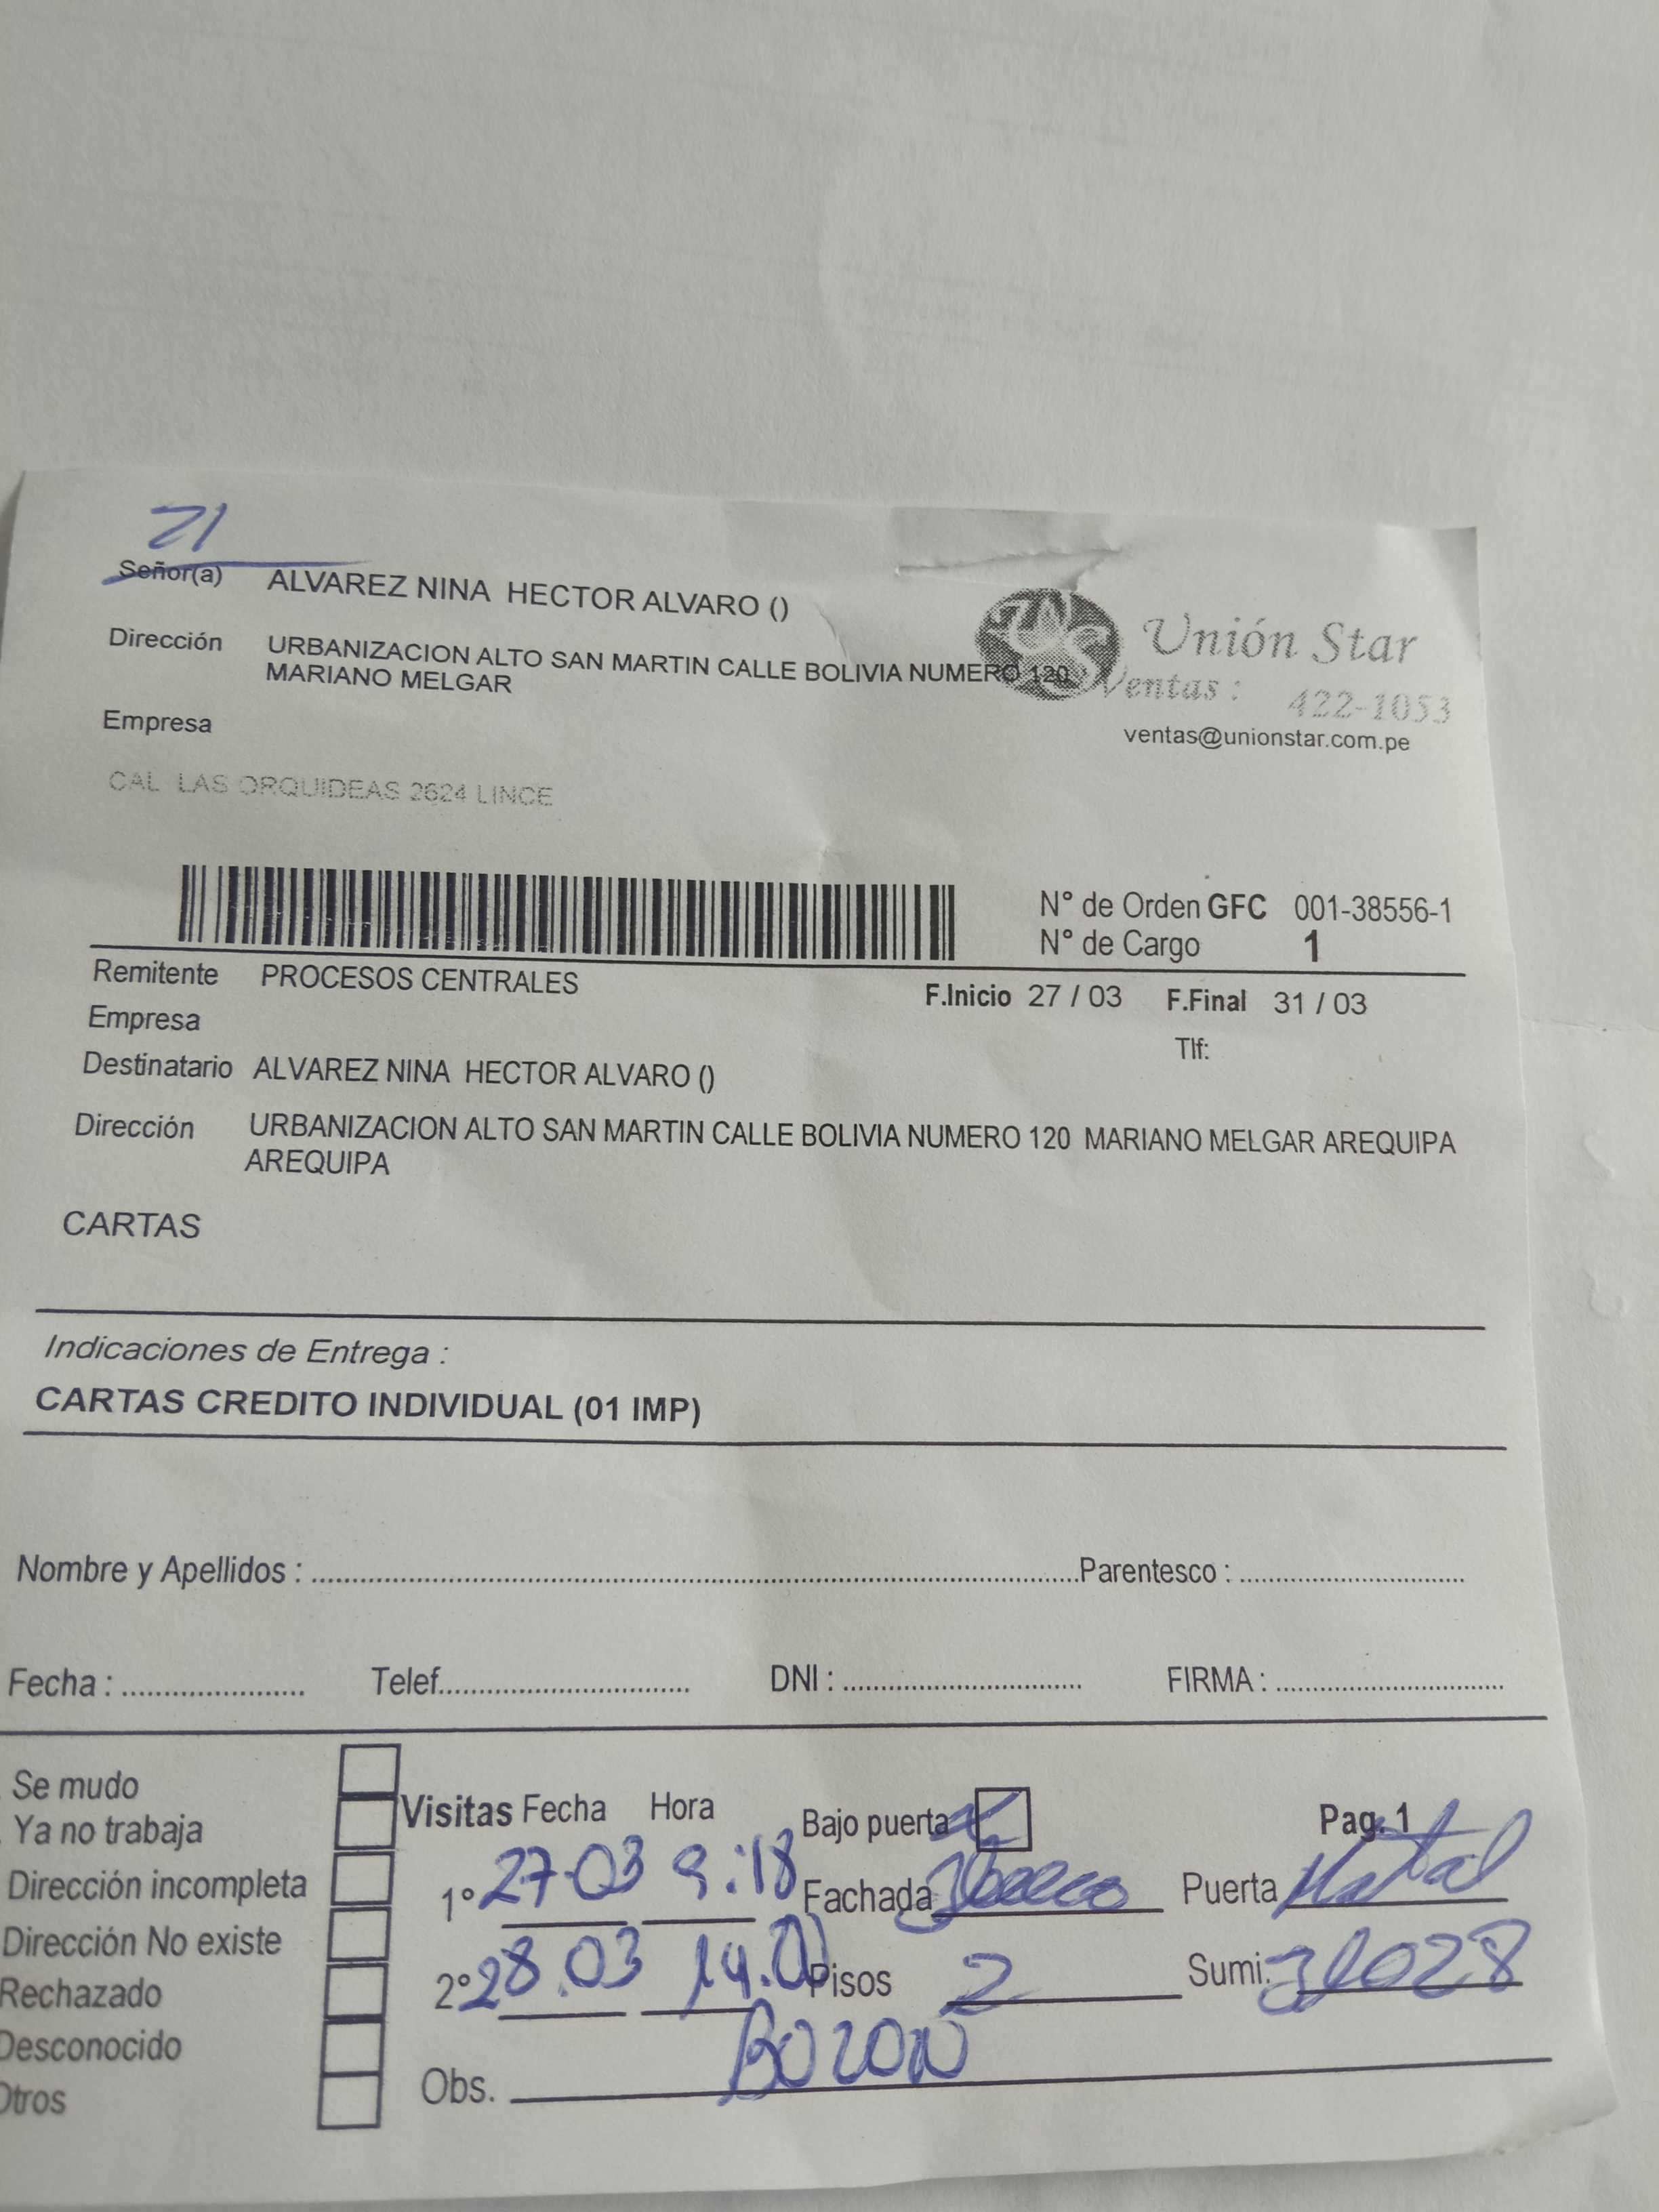 21
Señor(a) ALVAREZ NINA HECTOR ALVARO ()
Dirección URBANIZACION ALTO SAN MARTIN CALLE BOLIVIA NUMERO 120
MARIANO MELGAR
Unión Star
Ventas : 422-1053
ventas@unionstar.com.pe
Empresa
CAL LAS ORQUIDEAS 2624 LINCE
N° de Orden GFC 001-38556-1
N° de Cargo 1
Remitente PROCESOS CENTRALES
F.Inicio 27 / 03 F.Final 31 / 03
Empresa
Tlf:
Destinatario ALVAREZ NINA HECTOR ALVARO ()
Dirección URBANIZACION ALTO SAN MARTIN CALLE BOLIVIA NUMERO 120 MARIANO MELGAR AREQUIPA
AREQUIPA
CARTAS
Indicaciones de Entrega :
CARTAS CREDITO INDIVIDUAL (01 IMP)
Nombre y Apellidos : Parentesco :
Fecha : Telef. DNI : FIRMA :
Se mudo
Ya no trabaja
Dirección incompleta
Dirección No existe
Rechazado
Desconocido
Otros
Visitas Fecha Hora Bajo puerta Pag. 1
1° 27-03 9:18 Fachada Puerta Metal
2° 28.03 14.00 Pisos 2 Sumi.
Obs. BOZON